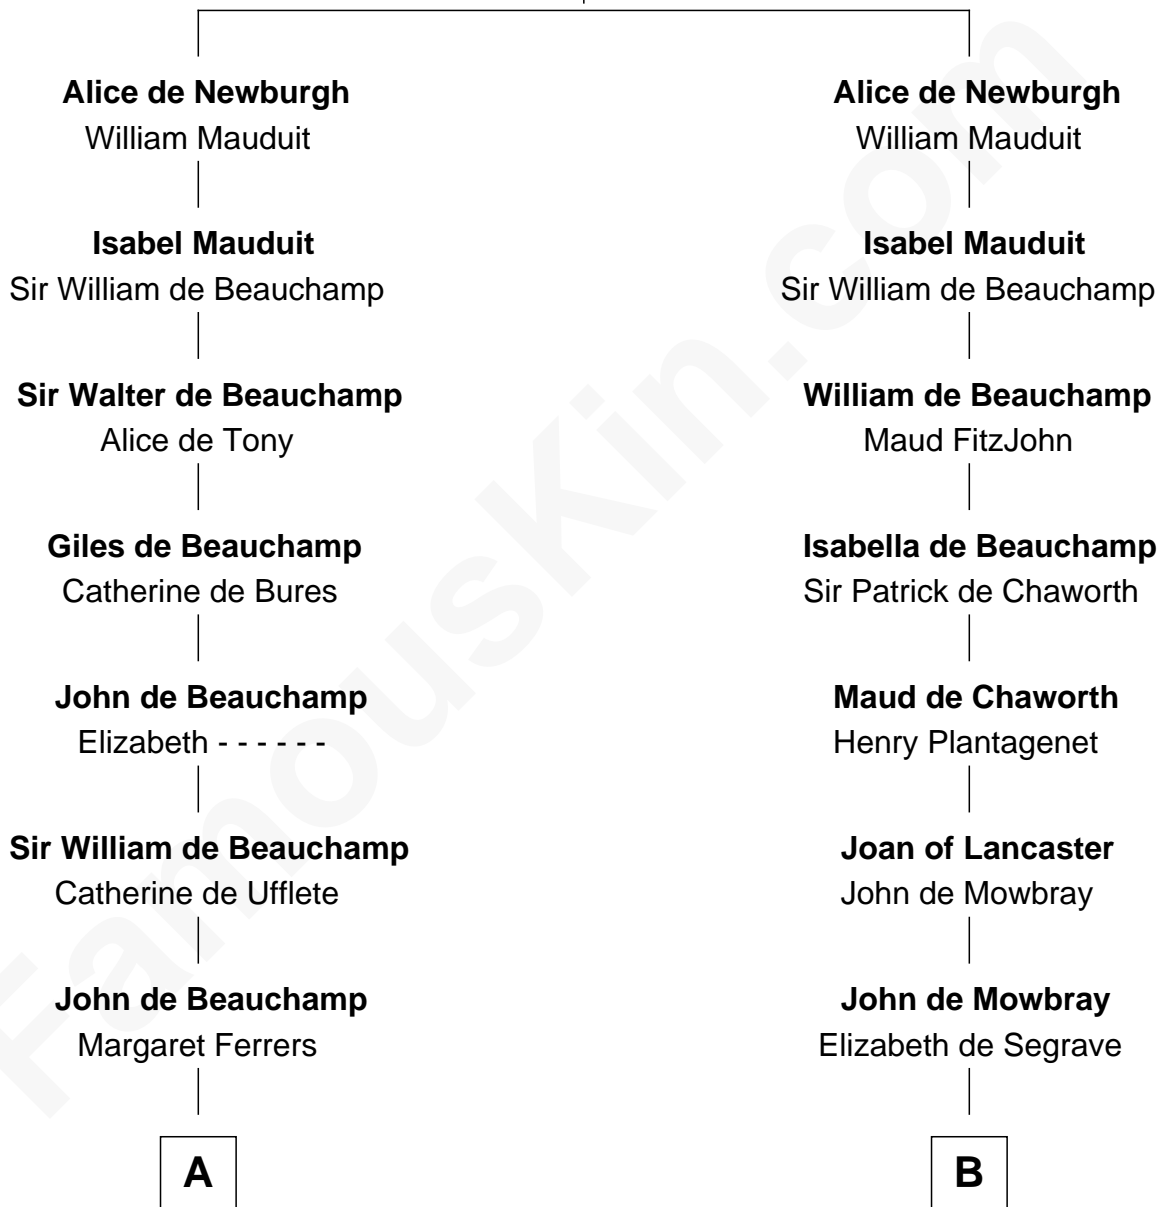 Alice de Newburgh
William Mauduit
Isabel Mauduit
Sir William de Beauchamp
Sir Walter de Beauchamp
Alice de Tony
Giles de Beauchamp
Catherine de Bures
John de Beauchamp
Elizabeth - - - - - -
Sir William de Beauchamp
Catherine de Ufflete
John de Beauchamp
Margaret Ferrers
A
Alice de Newburgh
William Mauduit
Isabel Mauduit
Sir William de Beauchamp
William de Beauchamp
Maud FitzJohn
Isabella de Beauchamp
Sir Patrick de Chaworth
Maud de Chaworth
Henry Plantagenet
Joan of Lancaster
John de Mowbray
John de Mowbray
Elizabeth de Segrave
B
FamousKin.com